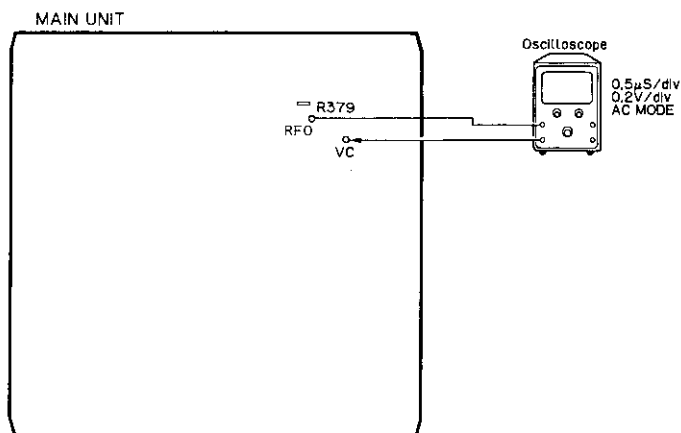 MAIN UNIT
Oscilloscope
0.5µS/div
0.2V/div
AC MODE
R379
RFO
VC